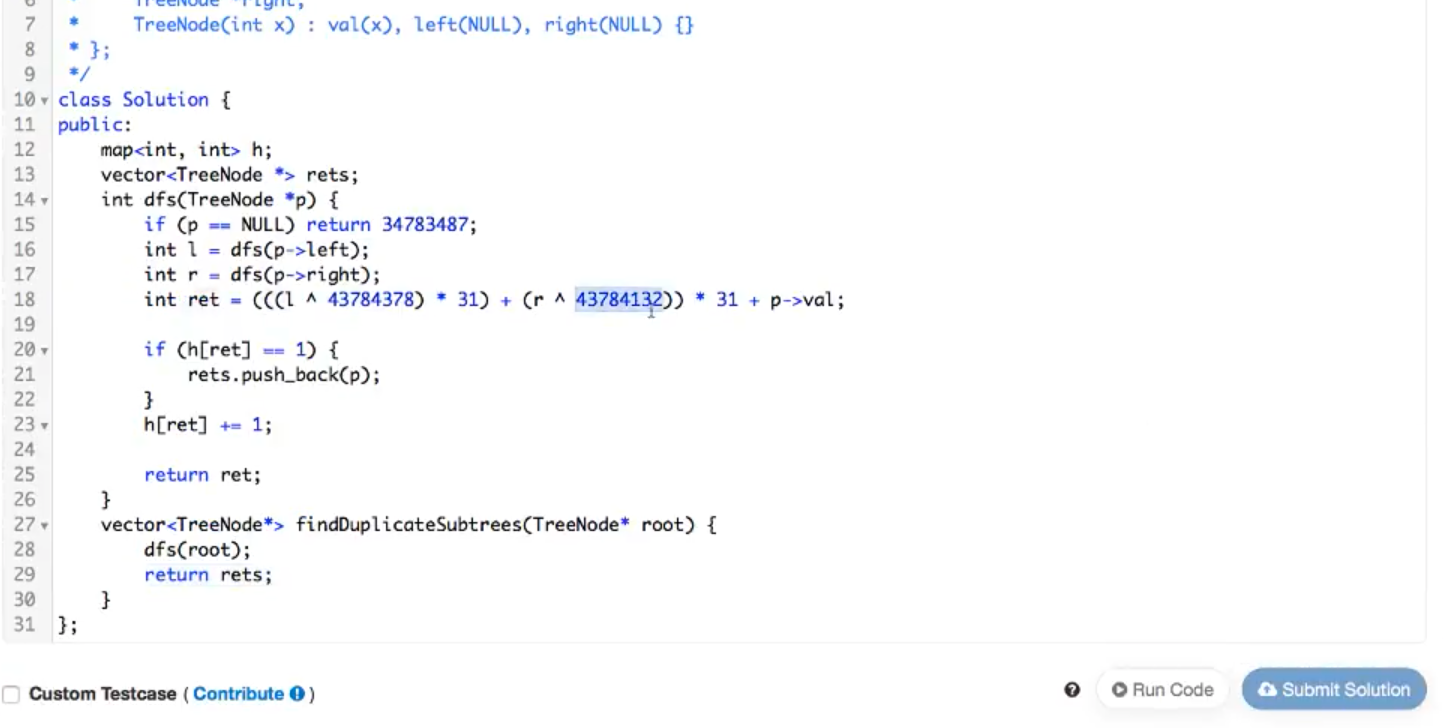 6 *     TreeNode *right;
7 *     TreeNode(int x) : val(x), left(NULL), right(NULL) {}
8 * };
9 */
10 class Solution {
11 public:
12     map<int, int> h;
13     vector<TreeNode *> rets;
14     int dfs(TreeNode *p) {
15         if (p == NULL) return 34783487;
16         int l = dfs(p->left);
17         int r = dfs(p->right);
18         int ret = (((l ^ 43784378) * 31) + (r ^ 43784132)) * 31 + p->val;
19
20         if (h[ret] == 1) {
21             rets.push_back(p);
22         }
23         h[ret] += 1;
24
25         return ret;
26     }
27     vector<TreeNode*> findDuplicateSubtrees(TreeNode* root) {
28         dfs(root);
29         return rets;
30     }
31 };
Custom Testcase ( Contribute ) ? Run Code Submit Solution